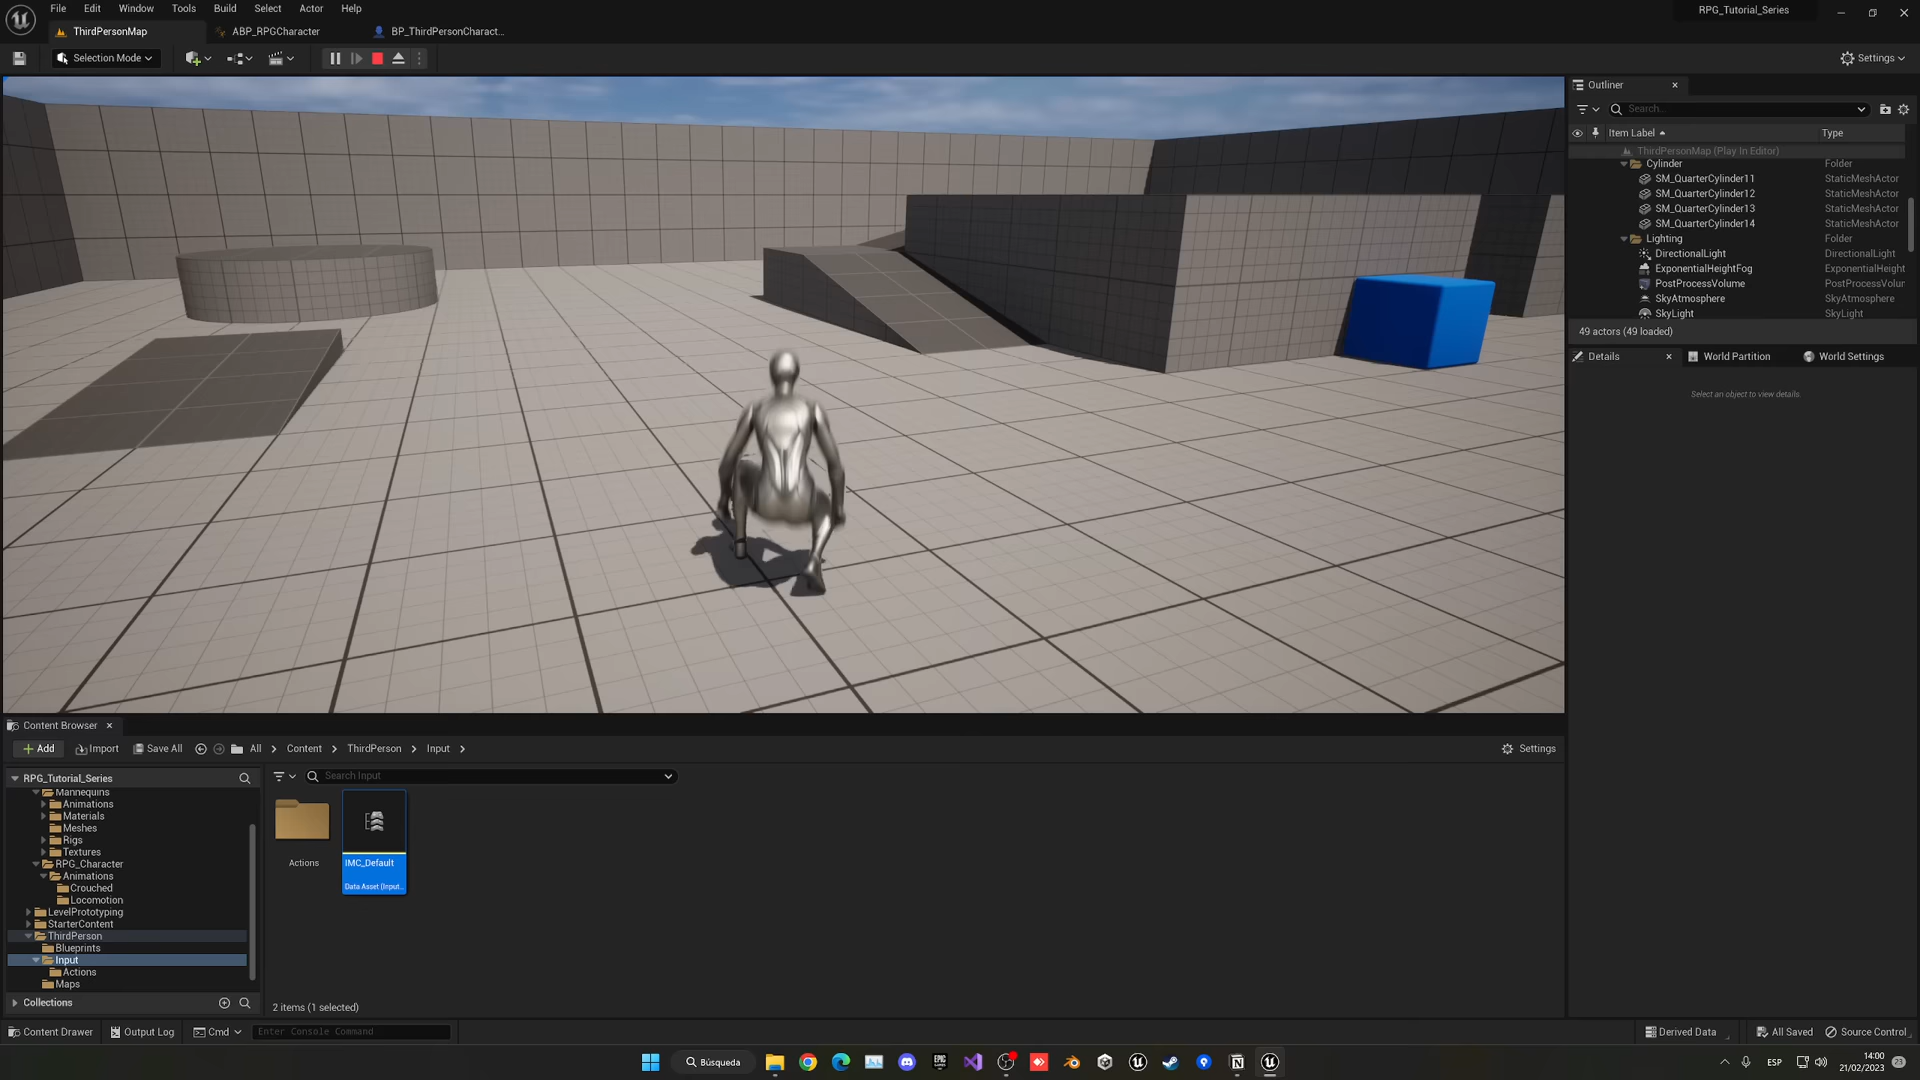 File Edit Window Tools Build Select Actor Help
RPG_Tutorial_Series
ThirdPersonMap
ABP_RPGCharacter
BP_ThirdPersonCharact...
Selection Mode
Settings
Outliner
Search...
Item Label
Type
ThirdPersonMap (Play In Editor)
Cylinder Folder
SM_QuarterCylinder11 StaticMeshActor
SM_QuarterCylinder12 StaticMeshActor
SM_QuarterCylinder13 StaticMeshActor
SM_QuarterCylinder14 StaticMeshActor
Lighting Folder
DirectionalLight DirectionalLight
ExponentialHeightFog ExponentialHeight
PostProcessVolume PostProcessVolur
SkyAtmosphere SkyAtmosphere
SkyLight SkyLight
49 actors (49 loaded)
Details
World Partition
World Settings
Select an object to view details.
Content Browser
Add
Import
Save All
All
Content
ThirdPerson
Input
Settings
RPG_Tutorial_Series
Search Input
Mannequins
Animations
Materials
Meshes
Rigs
Textures
RPG_Character
Animations
Crouched
Locomotion
LevelPrototyping
StarterContent
ThirdPerson
Blueprints
Input
Actions
Maps
Collections
Actions
IMC_Default
Data Asset (Input...
2 items (1 selected)
Content Drawer
Output Log
Cmd
Enter Console Command
Derived Data
All Saved
Source Control
Búsqueda
ESP
14:00
21/02/2023
23